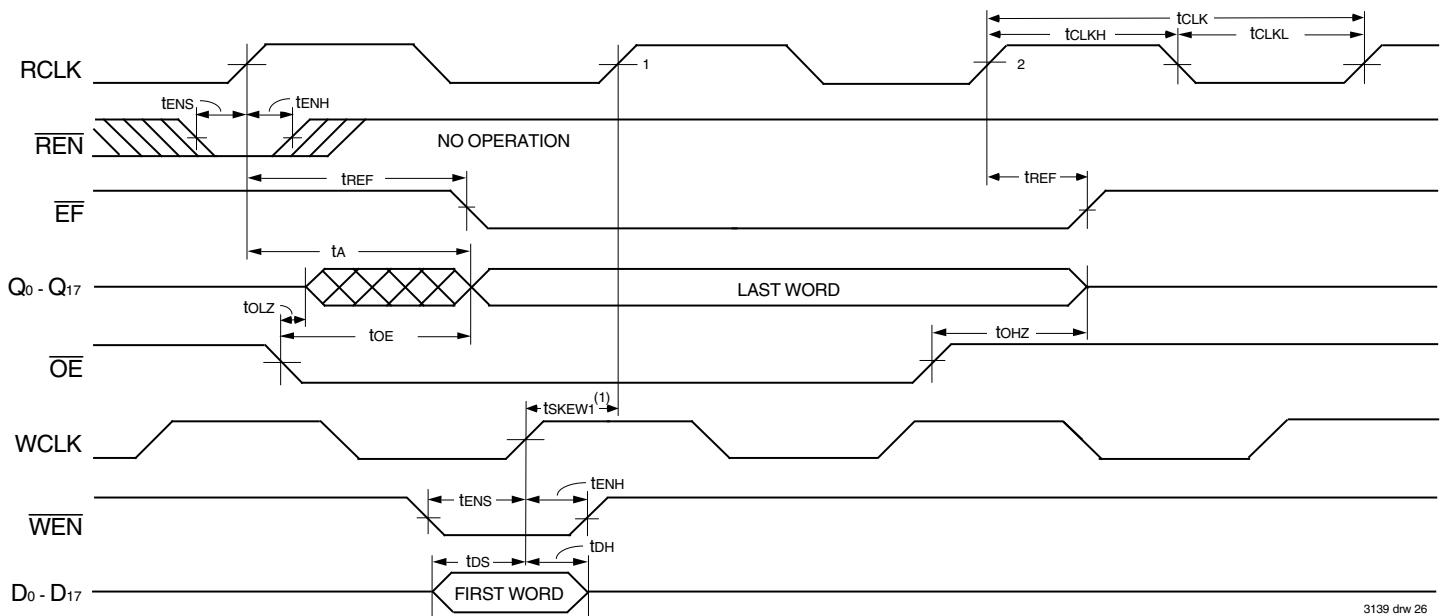 tCLK
tCLKH
tCLKL
RCLK
1
2
tENS
tENH
REN
NO OPERATION
tREF
tREF
EF
tA
Q0 - Q17
LAST WORD
tOLZ
tOE
tOHZ
OE
tSKEW1(1)
WCLK
tENS
tENH
WEN
tDS
tDH
D0 - D17
FIRST WORD
3139 drw 26